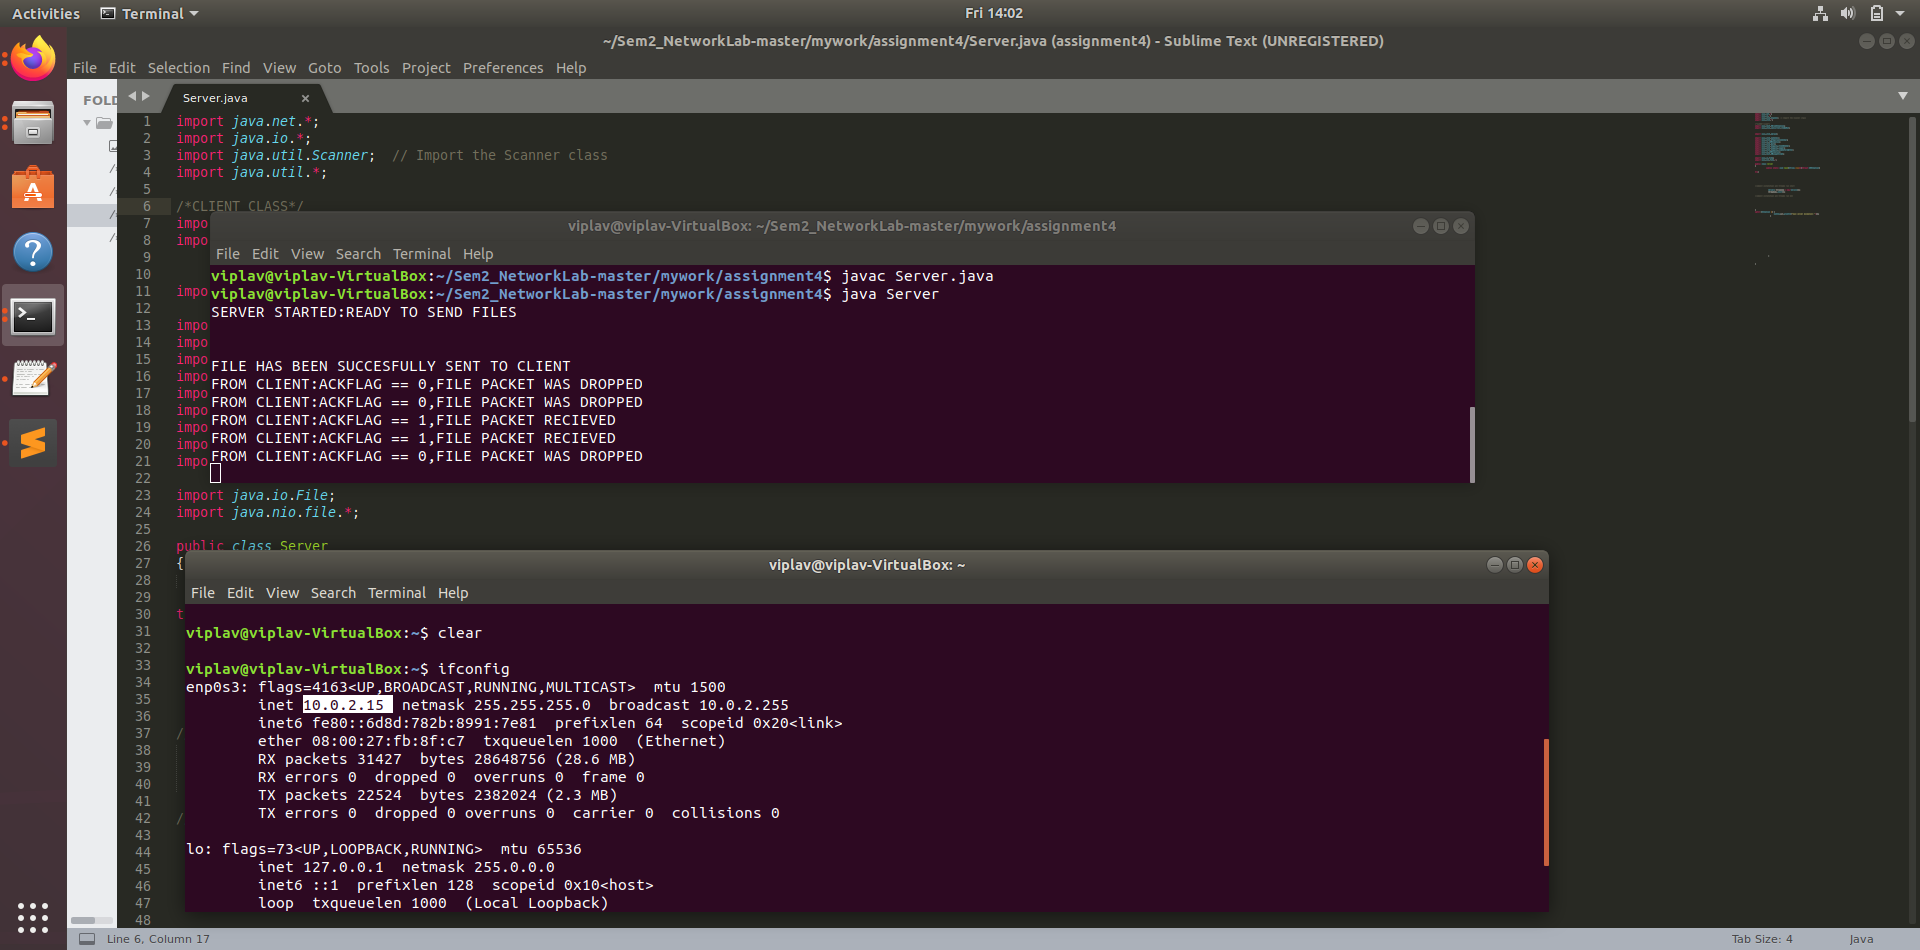 Activities Terminal Fri 14:02
~/Sem2_NetworkLab-master/mywork/assignment4/Server.java (assignment4) - Sublime Text (UNREGISTERED)
File Edit Selection Find View Goto Tools Project Preferences Help
FOLD
Server.java ×
1 import java.net.*;
2 import java.io.*;
3 import java.util.Scanner; // Import the Scanner class
4 import java.util.*;
5
6 /*CLIENT CLASS*/
7 impo
8 impo
9
10
11 impo
12
13 impo
14 impo
15 impo
16 impo
17 impo
18 impo
19 impo
20 impo
21 impo
22
23 import java.io.File;
24 import java.nio.file.*;
25
26 public class Server
27 {
28
29
30 t
31
32
33
34
35
36
37 /
38
39
40
41
42 /
43
44
45
46
47
48
viplav@viplav-VirtualBox: ~/Sem2_NetworkLab-master/mywork/assignment4
File Edit View Search Terminal Help
viplav@viplav-VirtualBox:~/Sem2_NetworkLab-master/mywork/assignment4$ javac Server.java
viplav@viplav-VirtualBox:~/Sem2_NetworkLab-master/mywork/assignment4$ java Server
SERVER STARTED:READY TO SEND FILES
FILE HAS BEEN SUCCESFULLY SENT TO CLIENT
FROM CLIENT:ACKFLAG == 0,FILE PACKET WAS DROPPED
FROM CLIENT:ACKFLAG == 0,FILE PACKET WAS DROPPED
FROM CLIENT:ACKFLAG == 1,FILE PACKET RECIEVED
FROM CLIENT:ACKFLAG == 1,FILE PACKET RECIEVED
FROM CLIENT:ACKFLAG == 0,FILE PACKET WAS DROPPED
viplav@viplav-VirtualBox: ~
File Edit View Search Terminal Help
viplav@viplav-VirtualBox:~$ clear
viplav@viplav-VirtualBox:~$ ifconfig
enp0s3: flags=4163<UP,BROADCAST,RUNNING,MULTICAST>  mtu 1500
inet 10.0.2.15  netmask 255.255.255.0  broadcast 10.0.2.255
inet6 fe80::6d8d:782b:8991:7e81  prefixlen 64  scopeid 0x20<link>
ether 08:00:27:fb:8f:c7  txqueuelen 1000  (Ethernet)
RX packets 31427  bytes 28648756 (28.6 MB)
RX errors 0  dropped 0  overruns 0  frame 0
TX packets 22524  bytes 2382024 (2.3 MB)
TX errors 0  dropped 0 overruns 0  carrier 0  collisions 0
lo: flags=73<UP,LOOPBACK,RUNNING>  mtu 65536
inet 127.0.0.1  netmask 255.0.0.0
inet6 ::1  prefixlen 128  scopeid 0x10<host>
loop  txqueuelen 1000  (Local Loopback)
Line 6, Column 17 Tab Size: 4 Java